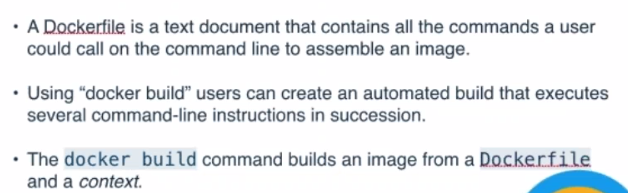 • A Dockerfile is a text document that contains all the commands a user
could call on the command line to assemble an image.
• Using “docker build” users can create an automated build that executes
several command-line instructions in succession.
• The docker build command builds an image from a Dockerfile
and a context.